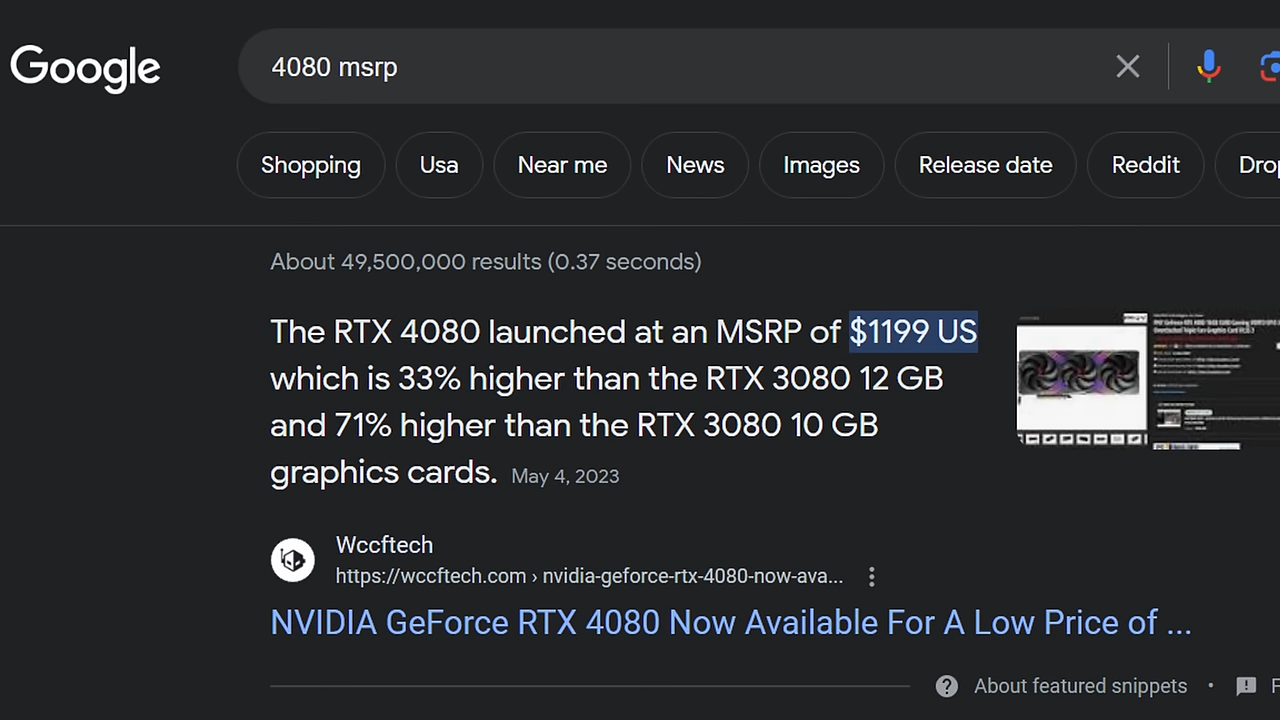 Google
4080 msrp
Shopping
Usa
Near me
News
Images
Release date
Reddit
About 49,500,000 results (0.37 seconds)
The RTX 4080 launched at an MSRP of $1199 US
which is 33% higher than the RTX 3080 12 GB
and 71% higher than the RTX 3080 10 GB
graphics cards. May 4, 2023
Wccftech
https://wccftech.com › nvidia-geforce-rtx-4080-now-ava...
NVIDIA GeForce RTX 4080 Now Available For A Low Price of ...
About featured snippets